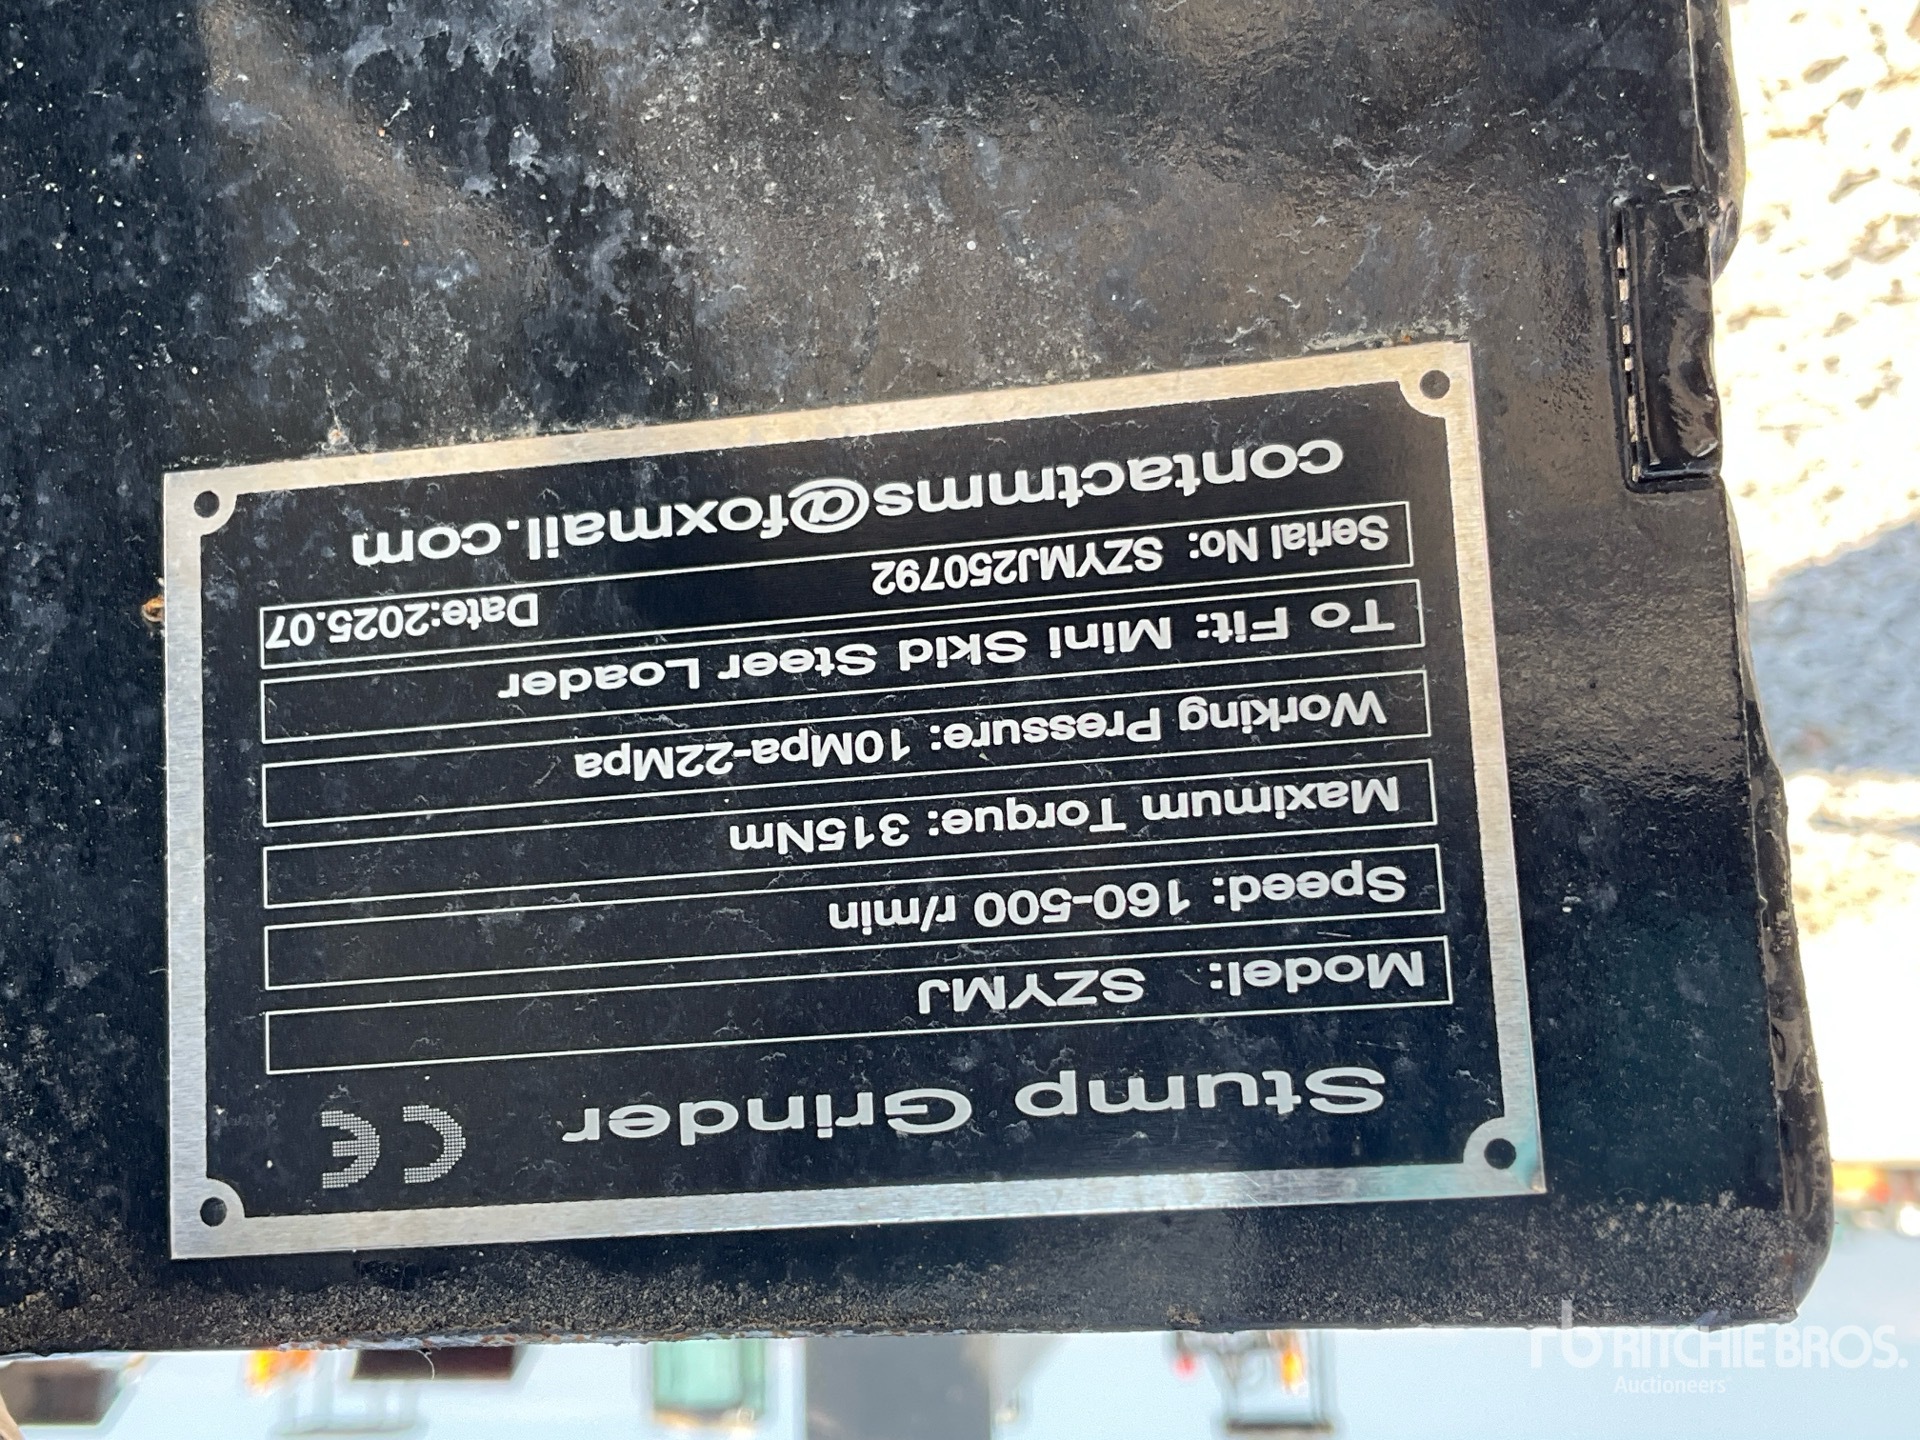 Stump Grinder CE
Model: SZYMJ
Speed: 160-500 r/min
Maximum Torque: 315Nm
Working Pressure: 10Mpa-22Mpa
To Fit: Mini Skid Steer Loader
Serial No: SZYMJ250792 Date:2025.07
contactmms@foxmail.com
rb RITCHIE BROS.
Auctioneers